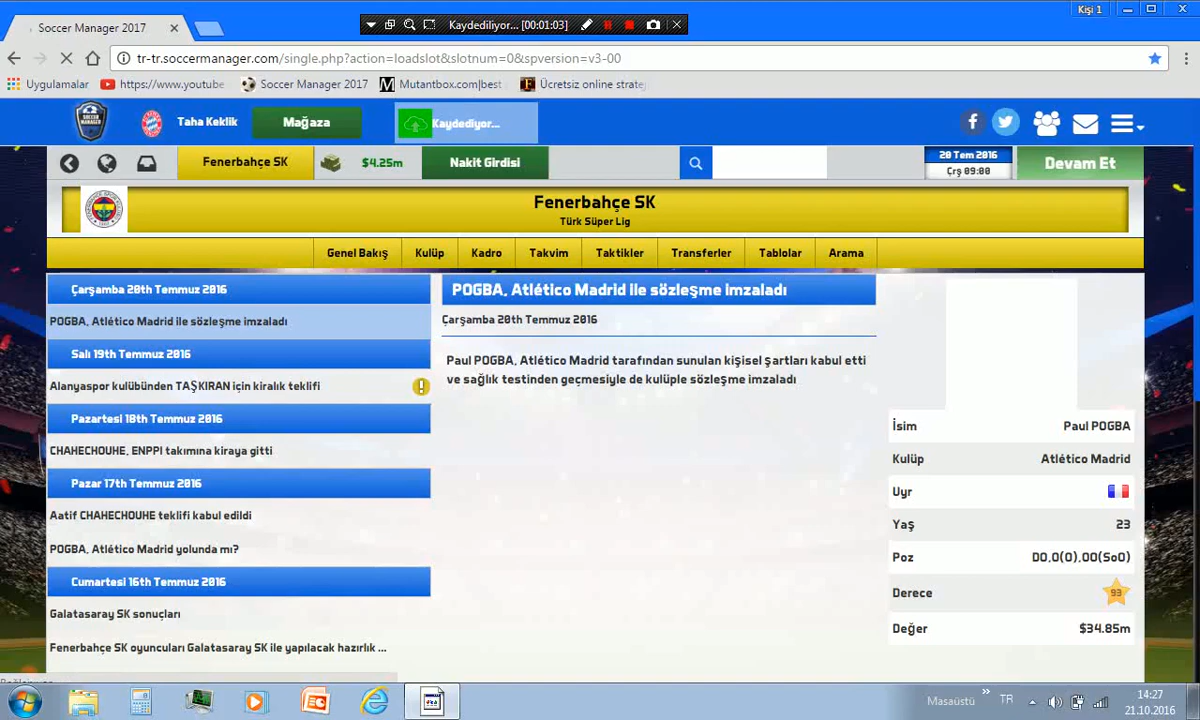 Kişi 1
Soccer Manager 2017
Kaydediliyor... [00:01:03]
tr-tr.soccermanager.com/single.php?action=loadslot&slotnum=0&spversion=v3-00
Uygulamalar
https://www.youtube
Soccer Manager 2017
Mutantbox.com|best
Ücretsiz online strate
Taha Keklik
Mağaza
Kaydediyor...
Fenerbahçe SK
$4.25m
Nakit Girdisi
20 Tem 2016
Çrş 09:00
Devam Et
Fenerbahçe SK
Türk Süper Lig
Genel Bakış
Kulüp
Kadro
Takvim
Taktikler
Transferler
Tablolar
Arama
Çarşamba 20th Temmuz 2016
POGBA, Atlético Madrid ile sözleşme imzaladı
Salı 19th Temmuz 2016
Alanyaspor kulübünden TAŞKIRAN için kiralık teklifi
Pazartesi 18th Temmuz 2016
CHAHECHOUHE, ENPPI takımına kiraya gitti
Pazar 17th Temmuz 2016
Aatif CHAHECHOUHE teklifi kabul edildi
POGBA, Atlético Madrid yolunda mı?
Cumartesi 16th Temmuz 2016
Galatasaray SK sonuçları
Fenerbahçe SK oyuncuları Galatasaray SK ile yapılacak hazırlık ...
POGBA, Atlético Madrid ile sözleşme imzaladı
Çarşamba 20th Temmuz 2016
Paul POGBA, Atlético Madrid tarafından sunulan kişisel şartları kabul etti
ve sağlık testinden geçmesiyle de kulüple sözleşme imzaladı
İsim Paul POGBA
Kulüp Atlético Madrid
Uyr
Yaş 23
Poz DO,O(O),OO(SoO)
Derece 93
Değer $34.85m
Masaüstü
TR
14:27
21.10.2016